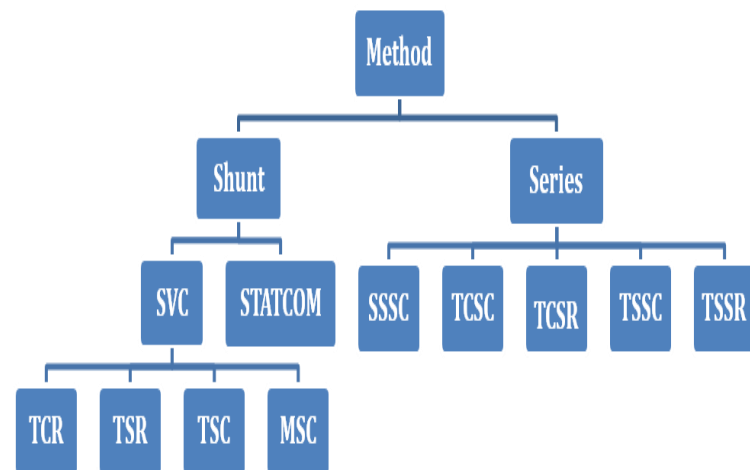 Method
Shunt
Series
SVC
STATCOM
SSSC
TCSC
TCSR
TSSC
TSSR
TCR
TSR
TSC
MSC